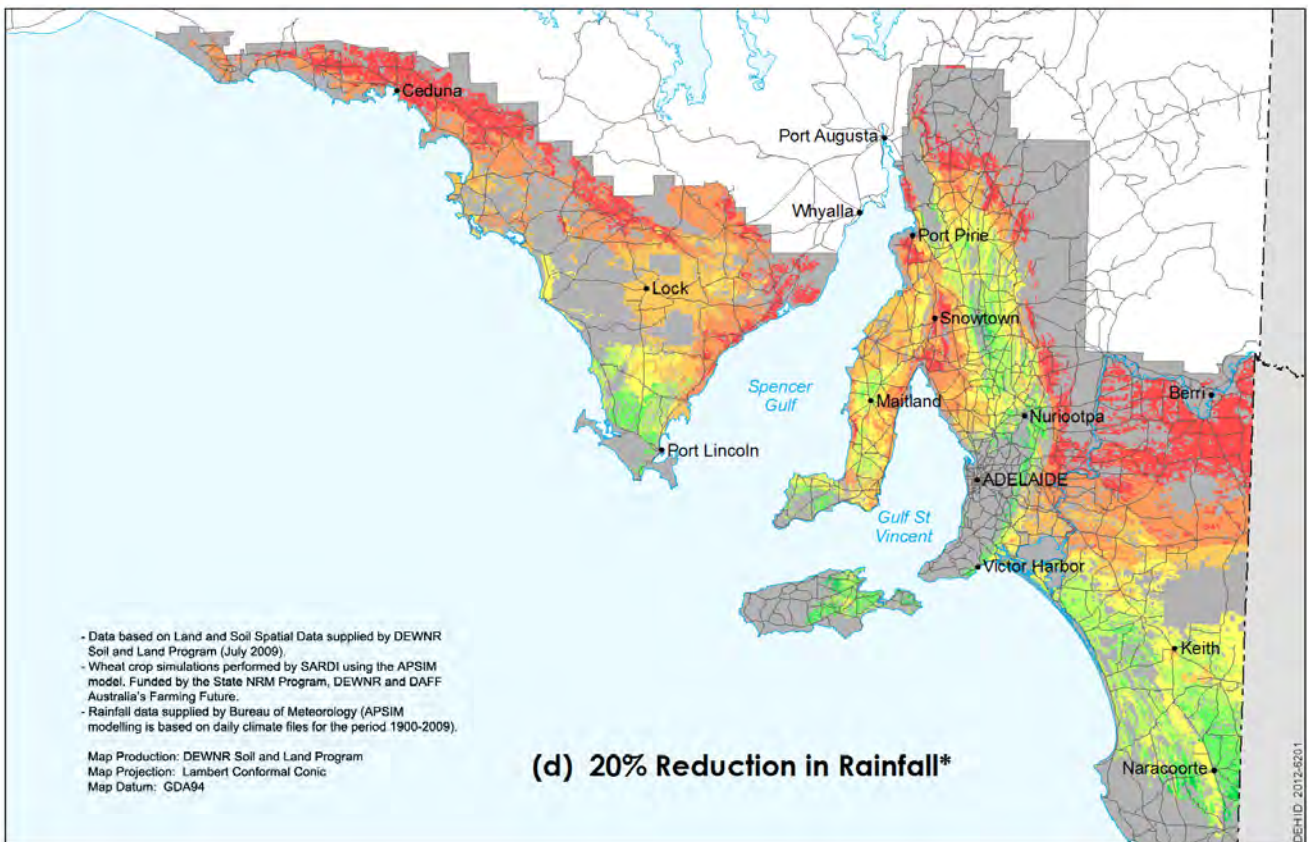 Ceduna
Port Augusta
Whyalla
Port Pirie
Lock
Snowtown
Spencer
Gulf
Maitland
Berri
Nuriootpa
Port Lincoln
ADELAIDE
Gulf St
Vincent
Victor Harbor
- Data based on Land and Soil Spatial Data supplied by DEWNR
Soil and Land Program (July 2009).
- Wheat crop simulations performed by SARDI using the APSIM
model. Funded by the State NRM Program, DEWNR and DAFF
Australia's Farming Future.
- Rainfall data supplied by Bureau of Meteorology (APSIM
modelling is based on daily climate files for the period 1900-2009).
Map Production: DEWNR Soil and Land Program
Map Projection: Lambert Conformal Conic
Map Datum: GDA94
Keith
(d) 20% Reduction in Rainfall*
Naracoorte
DEHID 2012-6201